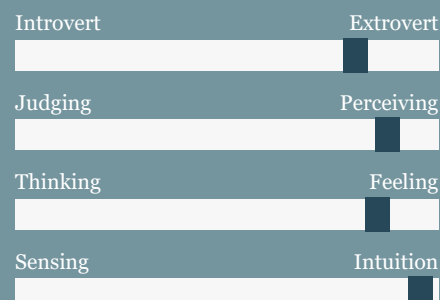 Introvert Extrovert
Judging Perceiving
Thinking Feeling
Sensing Intuition